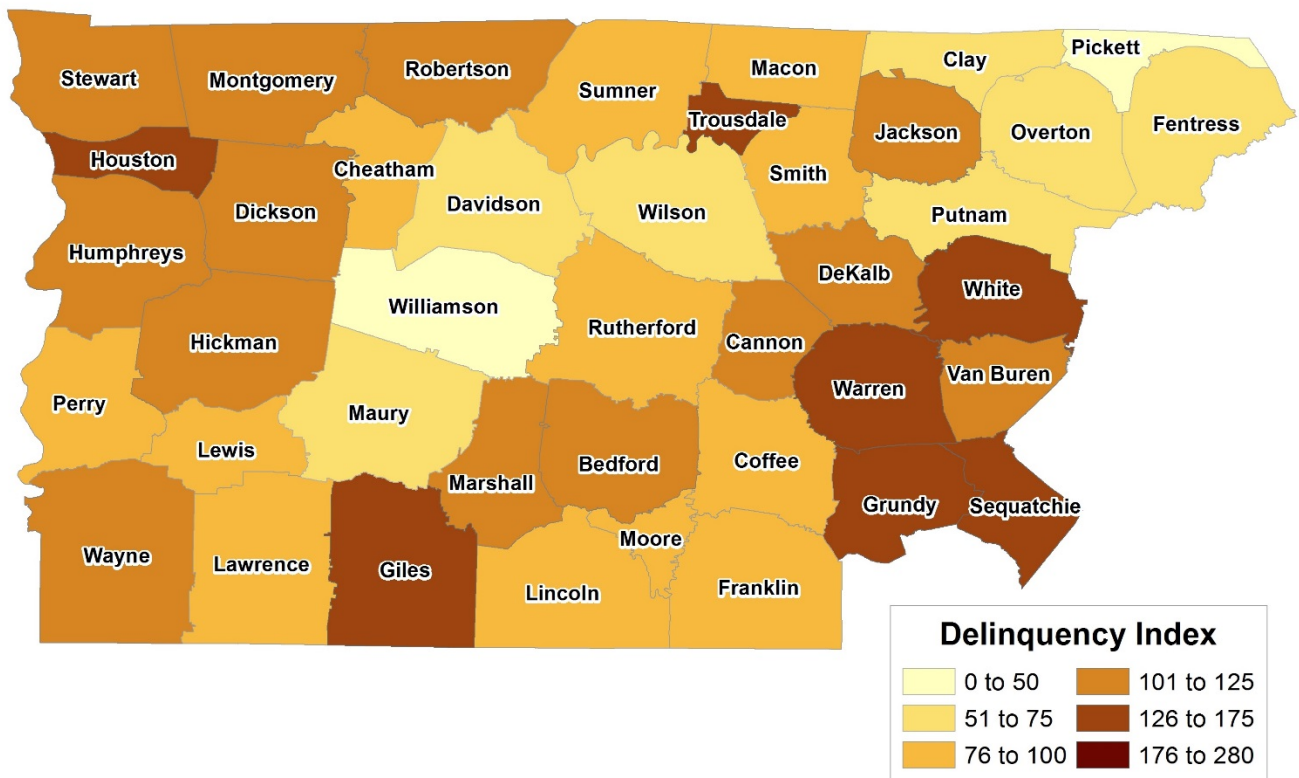 Pickett
Clay
Macon
Robertson
Stewart
Montgomery
Sumner
Trousdale
Jackson
Overton
Fentress
Houston
Cheatham
Smith
Davidson
Wilson
Dickson
Putnam
Humphreys
DeKalb
White
Williamson
Rutherford
Hickman
Cannon
Van Buren
Warren
Perry
Maury
Lewis
Coffee
Bedford
Marshall
Grundy
Sequatchie
Moore
Wayne
Lawrence
Giles
Lincoln
Franklin
Delinquency Index
0 to 50
51 to 75
76 to 100
101 to 125
126 to 175
176 to 280